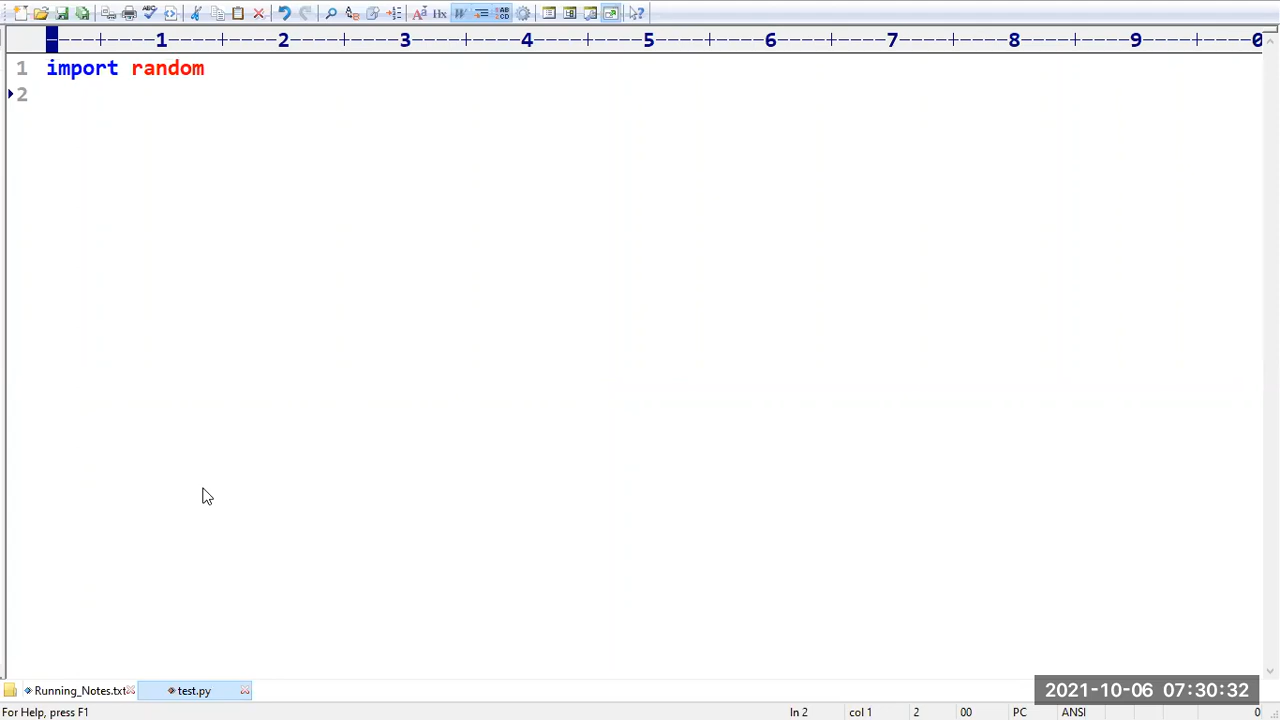 ----+----1----+----2----+----3----+----4----+----5----+----6----+----7----+----8----+----9----+----0
1 import random
2
Running_Notes.txt
test.py
2021-10-06 07:30:32
For Help, press F1
ln 2
col 1
2
00
PC
ANSI
0